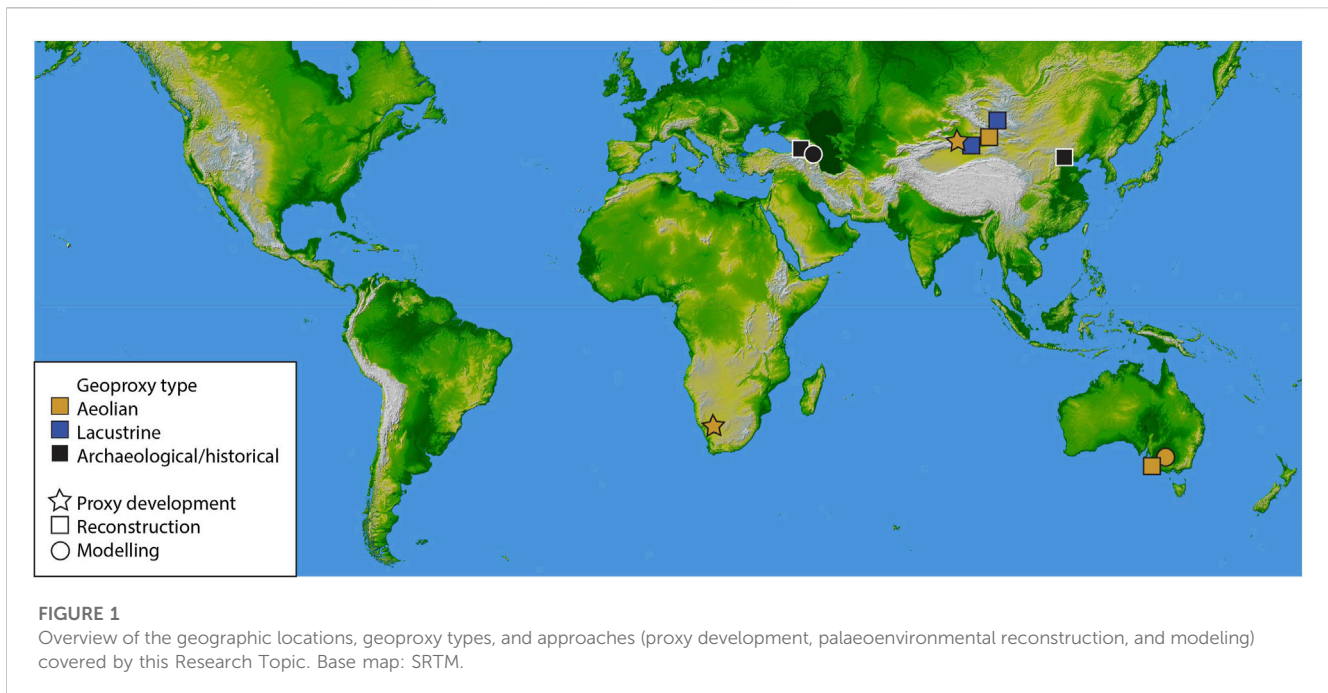 Geoproxy type
Aeolian
Lacustrine
Archaeological/historical
Proxy development
Reconstruction
Modelling
FIGURE 1
Overview of the geographic locations, geoproxy types, and approaches (proxy development, palaeoenvironmental reconstruction, and modeling)
covered by this Research Topic. Base map: SRTM.